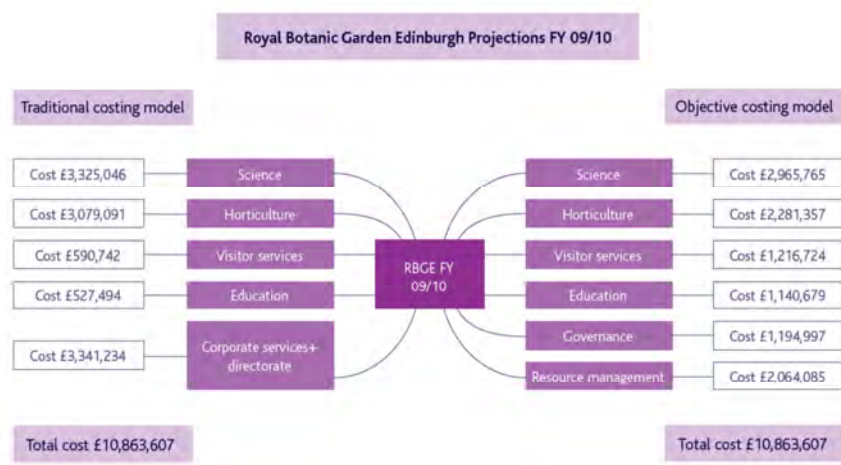 Royal Botanic Garden Edinburgh Projections FY 09/10
Traditional costing model
Objective costing model
Cost £3,325,046
Science
Science
Cost £2,965,765
Cost £3,079,091
Horticulture
Horticulture
Cost £2,281,357
Cost £590,742
Visitor services
RBGE FY
09/10
Visitor services
Cost £1,216,724
Cost £527,494
Education
Education
Cost £1,140,679
Cost £3,341,234
Corporate services+
directorate
Governance
Cost £1,194,997
Resource management
Cost £2,064,085
Total cost £10,863,607
Total cost £10,863,607